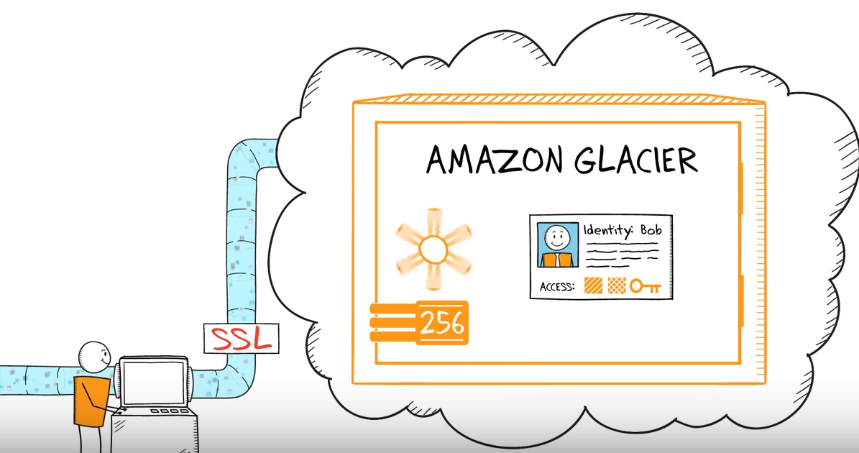 AMAZON GLACIER
Identity: Bob
ACCESS:
256
SSL